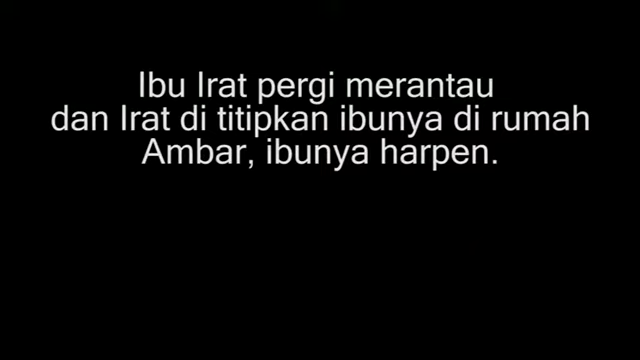 Ibu Irat pergi merantau
dan Irat di titipkan ibunya di rumah
Ambar, ibunya harpen.